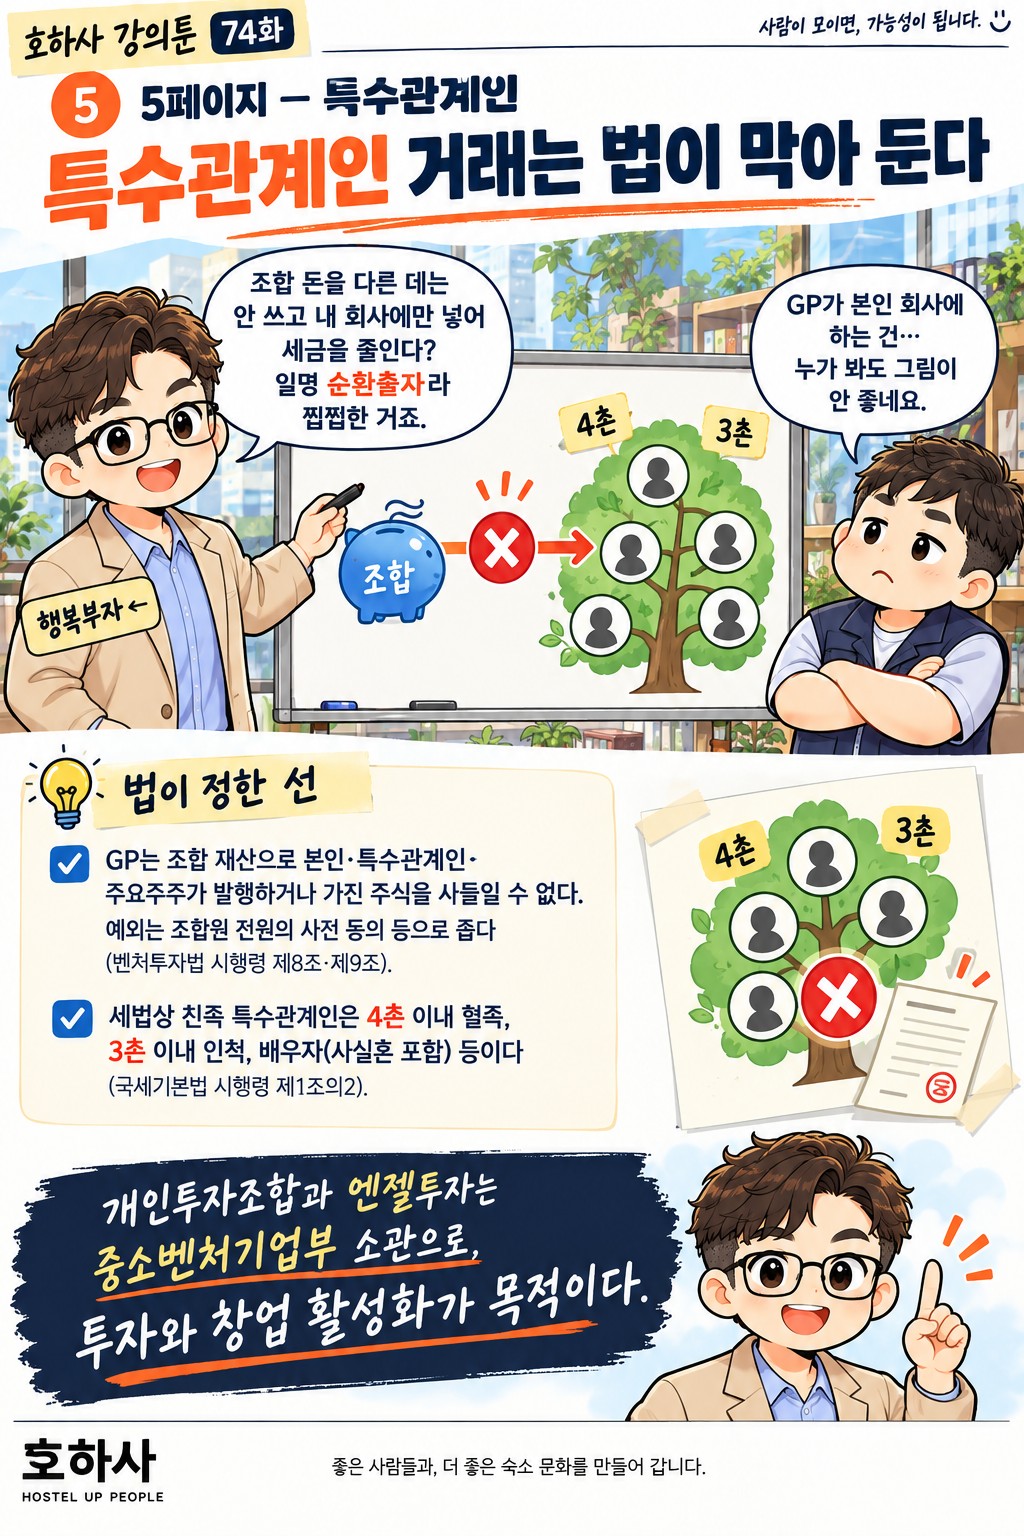 호하사 강의툰 74화
사람이 모이면, 가능성이 됩니다.
5 5페이지 – 특수관계인
특수관계인 거래는 법이 막아 둔다
조합 돈을 다른 데는
안 쓰고 내 회사에만 넣어
세금을 줄인다?
일명 순환출자라
찝찝한 거죠.
GP가 본인 회사에
하는 건…
누가 봐도 그림이
안 좋네요.
4촌
3촌
조합
행복부자←
법이 정한 선
GP는 조합 재산으로 본인·특수관계인·
주요주주가 발행하거나 가진 주식을 사들일 수 없다.
예외는 조합원 전원의 사전 동의 등으로 좁다
(벤처투자법 시행령 제8조·제9조).
세법상 친족 특수관계인은 4촌 이내 혈족,
3촌 이내 인척, 배우자(사실혼 포함) 등이다
(국세기본법 시행령 제1조의2).
4촌
3촌
개인투자조합과 엔젤투자는
중소벤처기업부 소관으로,
투자와 창업 활성화가 목적이다.
호하사
HOSTEL UP PEOPLE
좋은 사람들과, 더 좋은 숙소 문화를 만들어 갑니다.